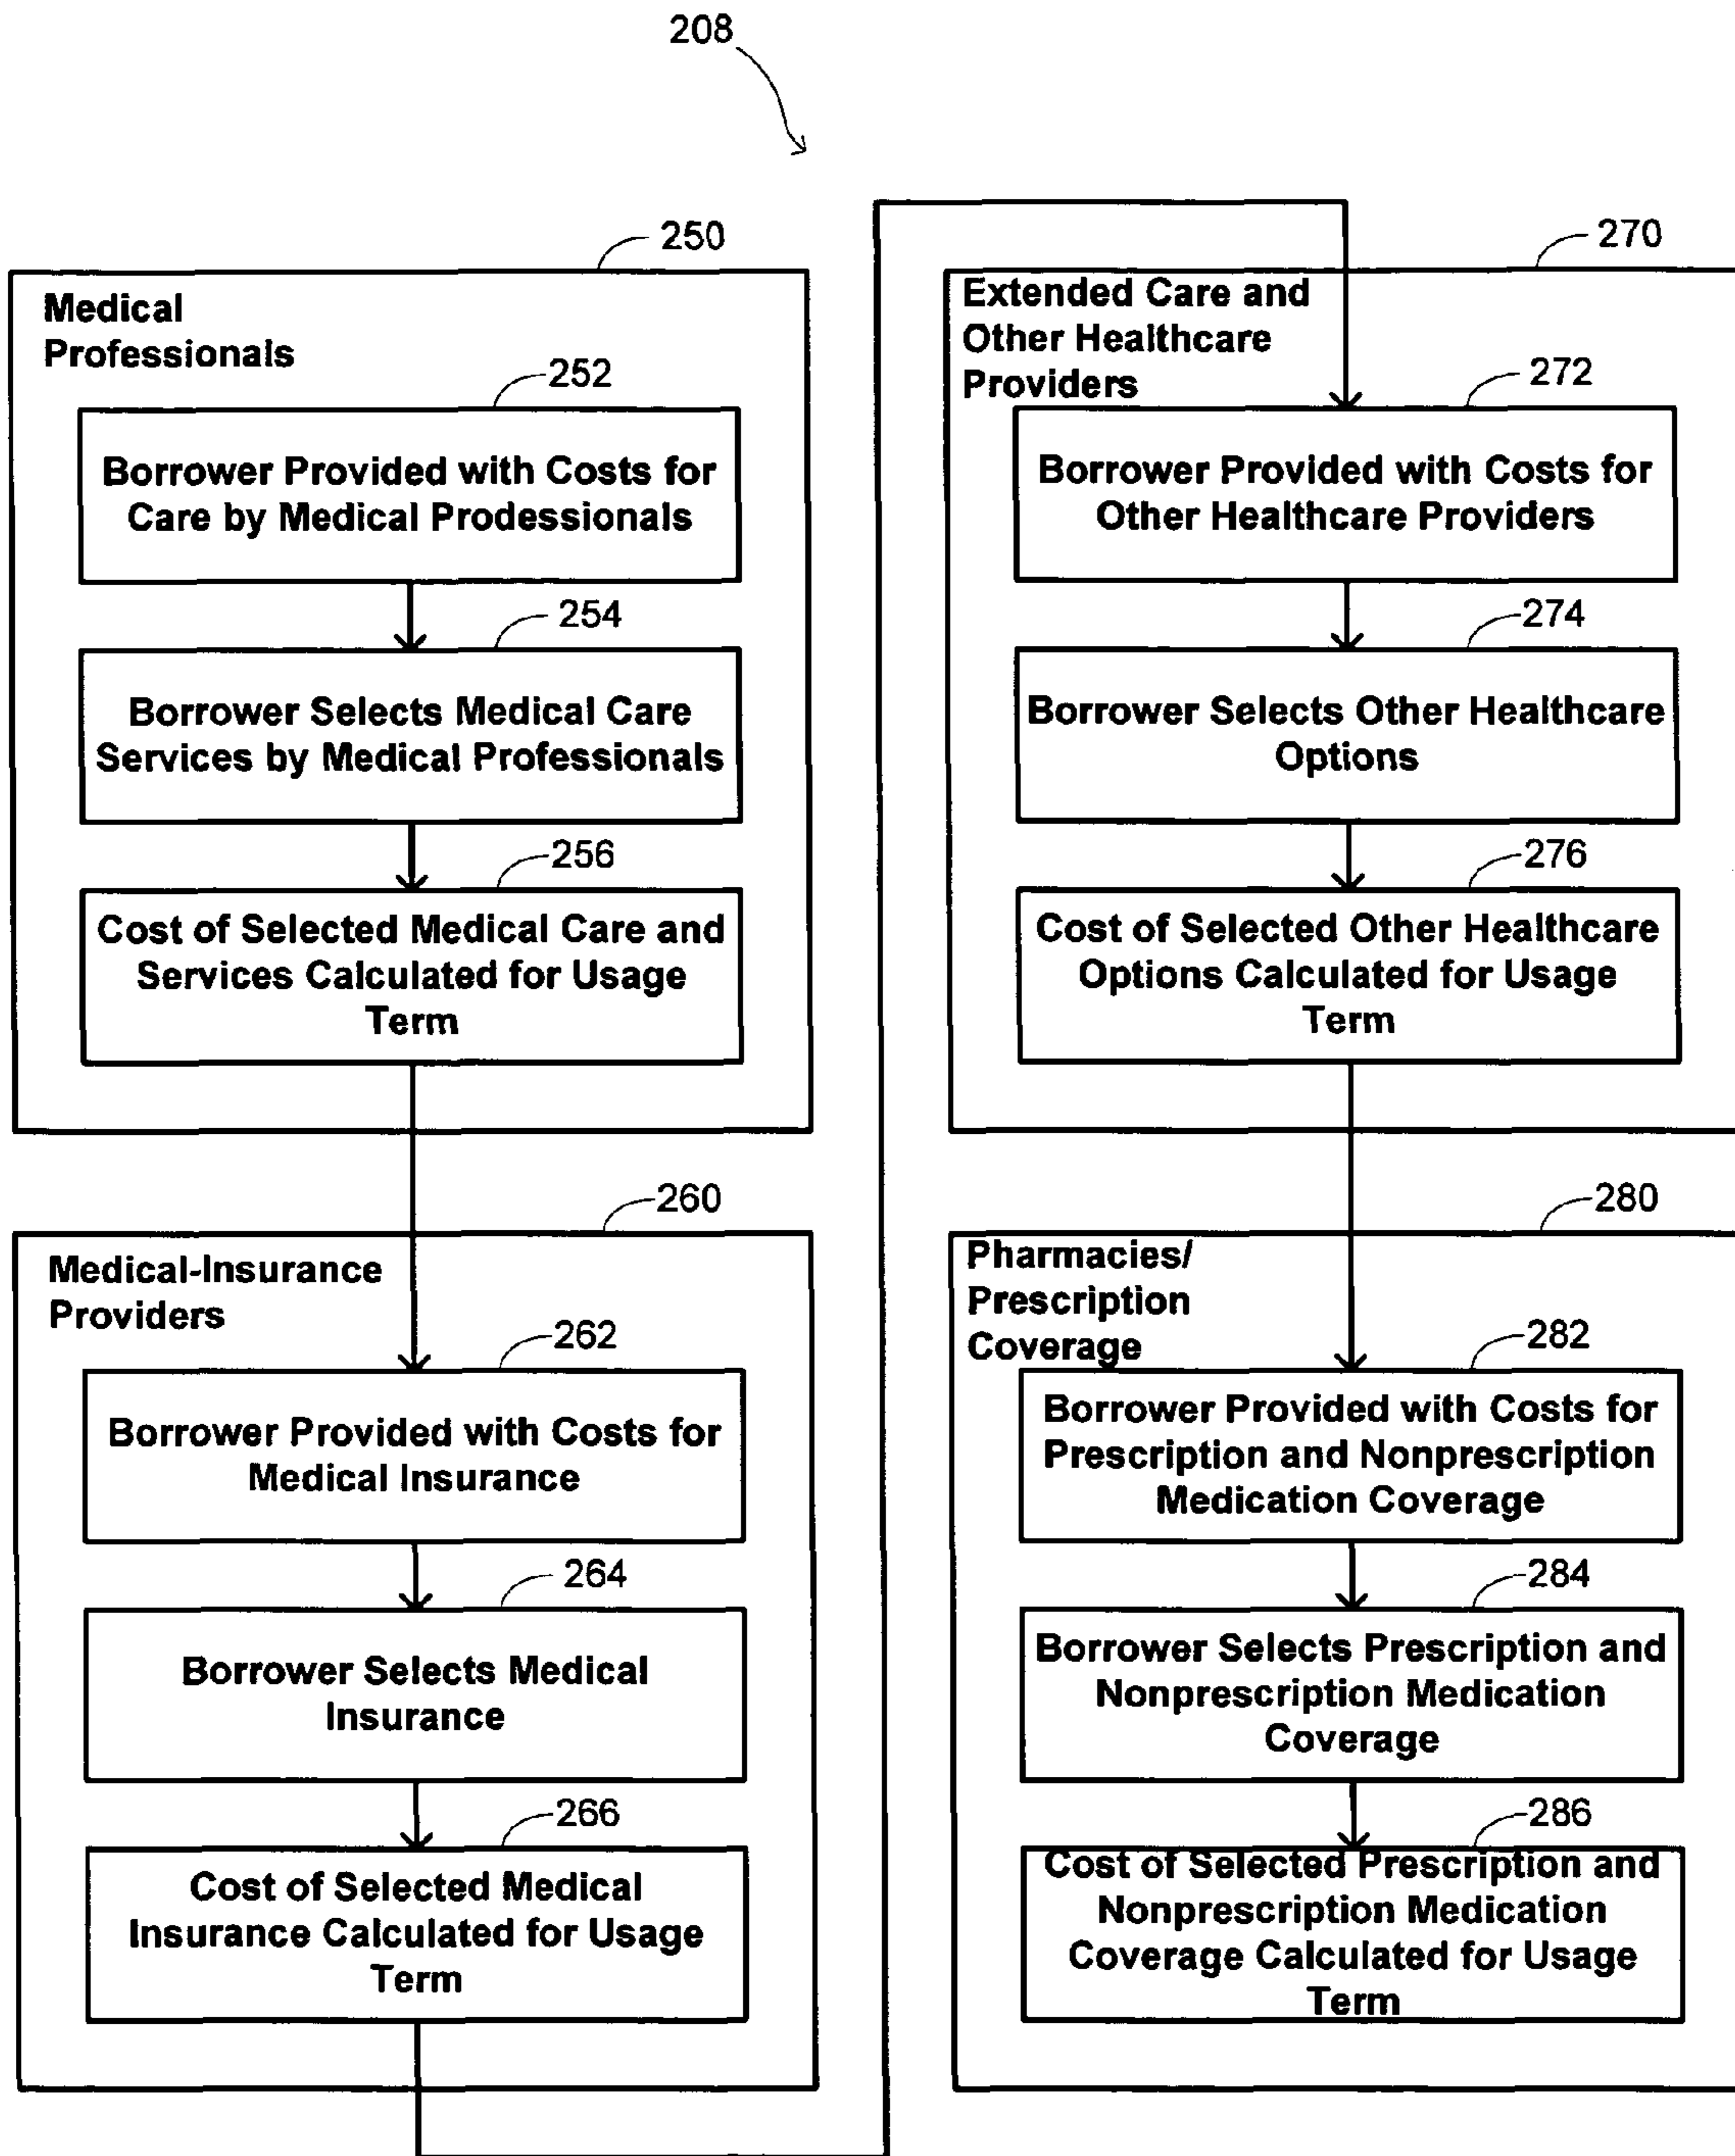 208
250
Medical
Professionals
252
Borrower Provided with Costs for
Care by Medical Prodessionals
254
Borrower Selects Medical Care
Services by Medical Professionals
256
Cost of Selected Medical Care and
Services Calculated for Usage
Term
260
Medical-Insurance
Providers
262
Borrower Provided with Costs for
Medical Insurance
264
Borrower Selects Medical
Insurance
266
Cost of Selected Medical
Insurance Calculated for Usage
Term
270
Extended Care and
Other Healthcare
Providers
272
Borrower Provided with Costs for
Other Healthcare Providers
274
Borrower Selects Other Healthcare
Options
276
Cost of Selected Other Healthcare
Options Calculated for Usage
Term
280
Pharmacies/
Prescription
Coverage
282
Borrower Provided with Costs for
Prescription and Nonprescription
Medication Coverage
284
Borrower Selects Prescription and
Nonprescription Medication
Coverage
286
Cost of Selected Prescription and
Nonprescription Medication
Coverage Calculated for Usage
Term